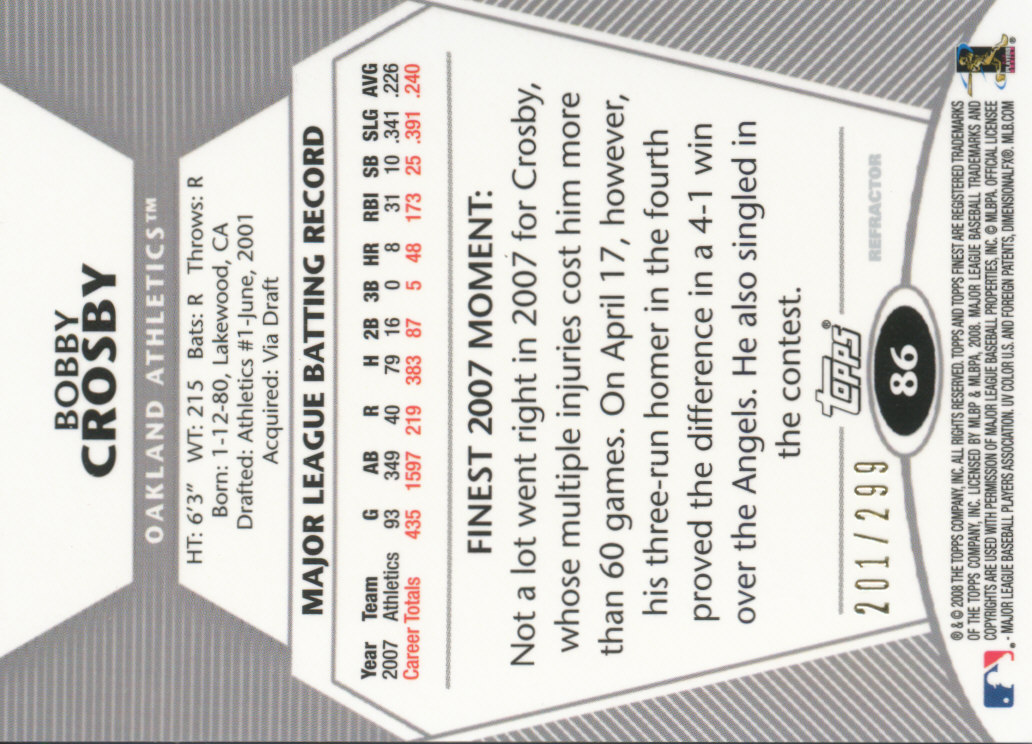 BOBBY
CROSBY
OAKLAND ATHLETICS™
HT: 6'3" WT: 215 Bats: R Throws: R
Born: 1-12-80, Lakewood, CA
Drafted: Athletics #1-June, 2001
Acquired: Via Draft
MAJOR LEAGUE BATTING RECORD
Year Team G AB R H 2B 3B HR RBI SB SLG AVG
2007 Athletics 93 349 40 79 16 0 8 31 10 .341 .226
Career Totals 435 1597 219 383 87 5 48 173 25 .391 .240
FINEST 2007 MOMENT:
Not a lot went right in 2007 for Crosby,
whose multiple injuries cost him more
than 60 games. On April 17, however,
his three-run homer in the fourth
proved the difference in a 4-1 win
over the Angels. He also singled in
the contest.
201/299
Topps®
REFRACTOR
86
® & © 2008 THE TOPPS COMPANY, INC. ALL RIGHTS RESERVED. TOPPS AND TOPPS FINEST ARE REGISTERED TRADEMARKS
OF THE TOPPS COMPANY, INC. LICENSED BY MLBP & MLBPA, 2008. MAJOR LEAGUE BASEBALL TRADEMARKS AND
COPYRIGHTS ARE USED WITH PERMISSION OF MAJOR LEAGUE BASEBALL PROPERTIES, INC. © MLBPA. OFFICIAL LICENSEE
- MAJOR LEAGUE BASEBALL PLAYERS ASSOCIATION. UV COLOR U.S. AND FOREIGN PATENTS, DIMENSIONALFX®. MLB.COM